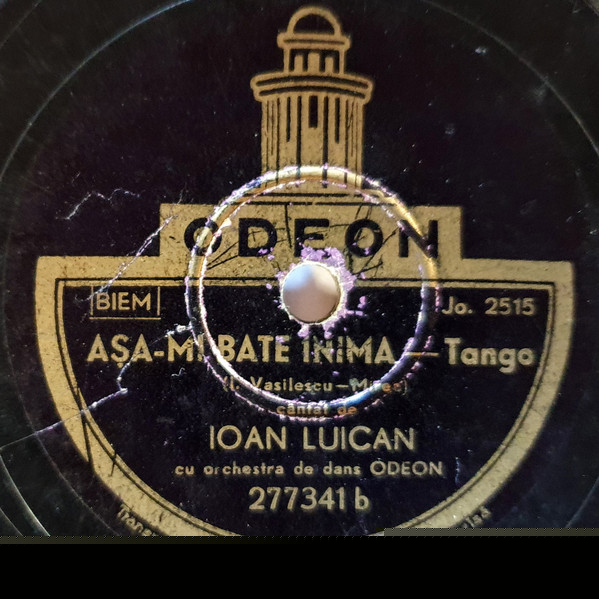 ODEON
BIEM
Jo. 2515
AȘA-MI BATE INIMA — Tango
(I. Vasilescu-Mirea)
cantat de
IOAN LUICAN
cu orchestra de dans ODEON
277341 b